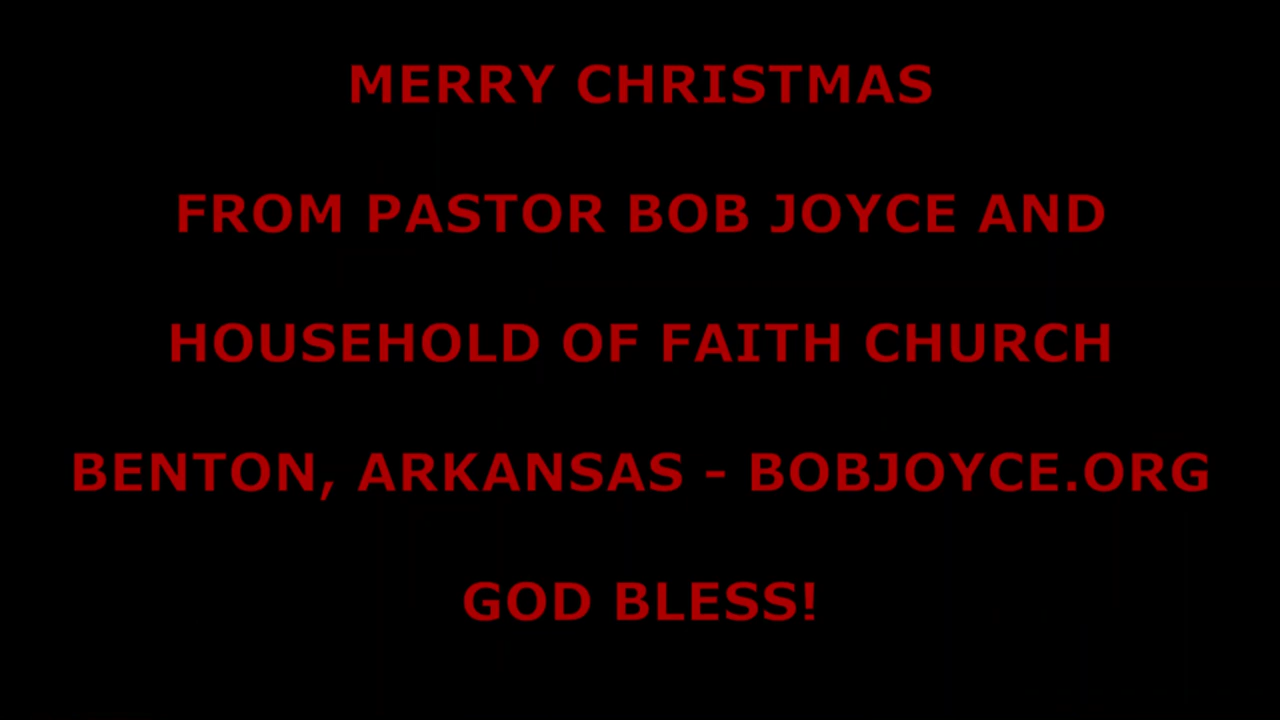 MERRY CHRISTMAS
FROM PASTOR BOB JOYCE AND
HOUSEHOLD OF FAITH CHURCH
BENTON, ARKANSAS - BOBJOYCE.ORG
GOD BLESS!